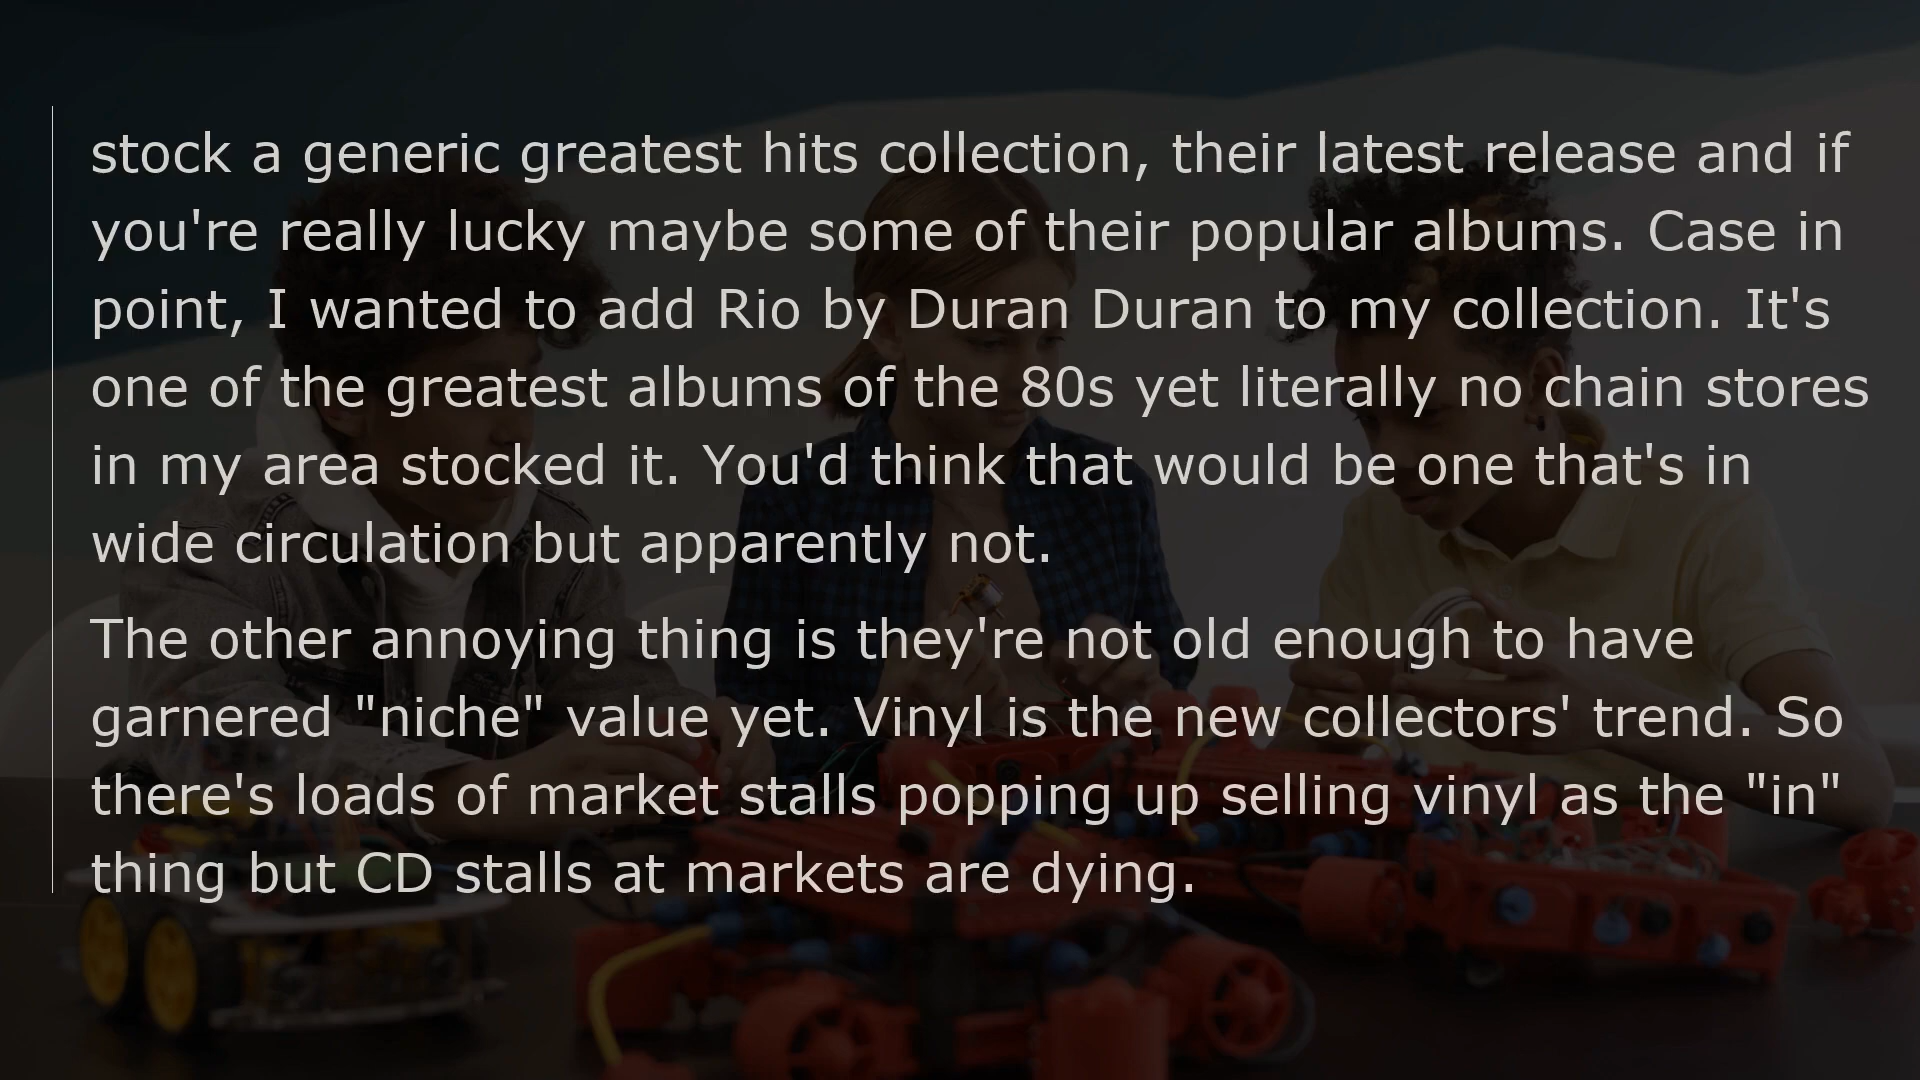 stock a generic greatest hits collection, their latest release and if
you're really lucky maybe some of their popular albums. Case in
point, I wanted to add Rio by Duran Duran to my collection. It's
one of the greatest albums of the 80s yet literally no chain stores
in my area stocked it. You'd think that would be one that's in
wide circulation but apparently not.
The other annoying thing is they're not old enough to have
garnered "niche" value yet. Vinyl is the new collectors' trend. So
there's loads of market stalls popping up selling vinyl as the "in"
thing but CD stalls at markets are dying.